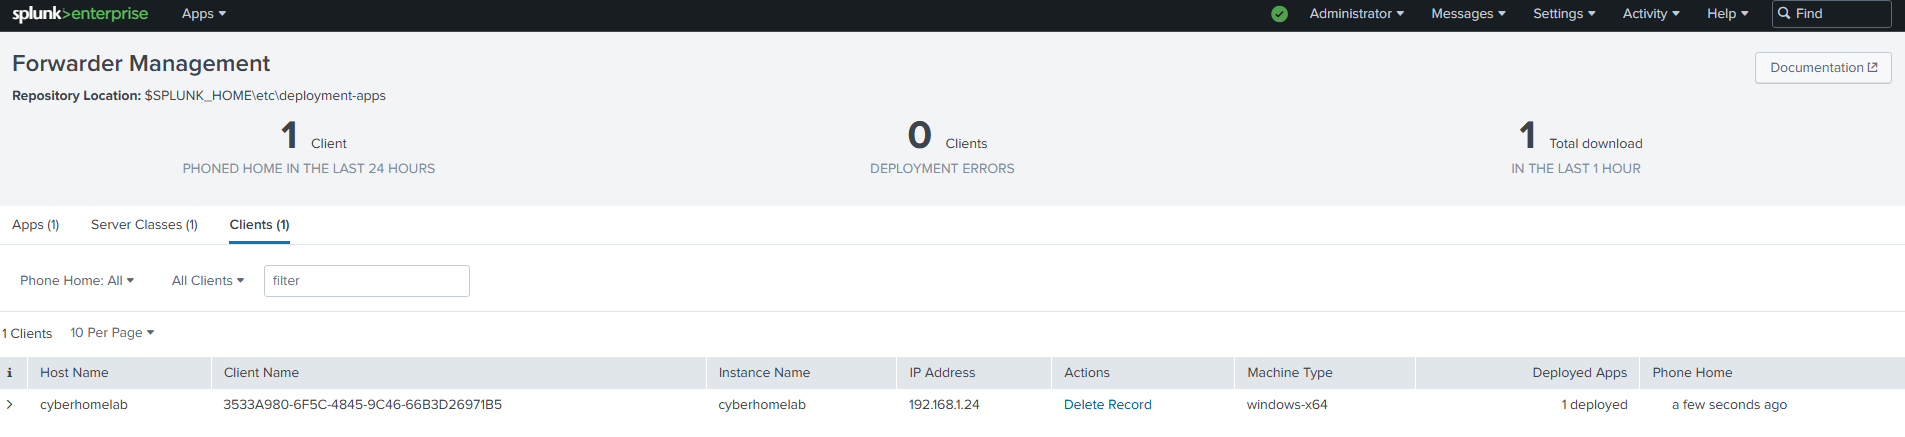 splunk>enterprise Apps Administrator Messages Settings Activity Help Find
Forwarder Management
Documentation
Repository Location: $SPLUNK_HOME\etc\deployment-apps
1 Client 0 Clients 1 Total download
PHONED HOME IN THE LAST 24 HOURS DEPLOYMENT ERRORS IN THE LAST 1 HOUR
Apps (1) Server Classes (1) Clients (1)
Phone Home: All All Clients filter
1 Clients 10 Per Page
i Host Name Client Name Instance Name IP Address Actions Machine Type Deployed Apps Phone Home
> cyberhomelab 3533A980-6F5C-4845-9C46-66B3D26971B5 cyberhomelab 192.168.1.24 Delete Record windows-x64 1 deployed a few seconds ago